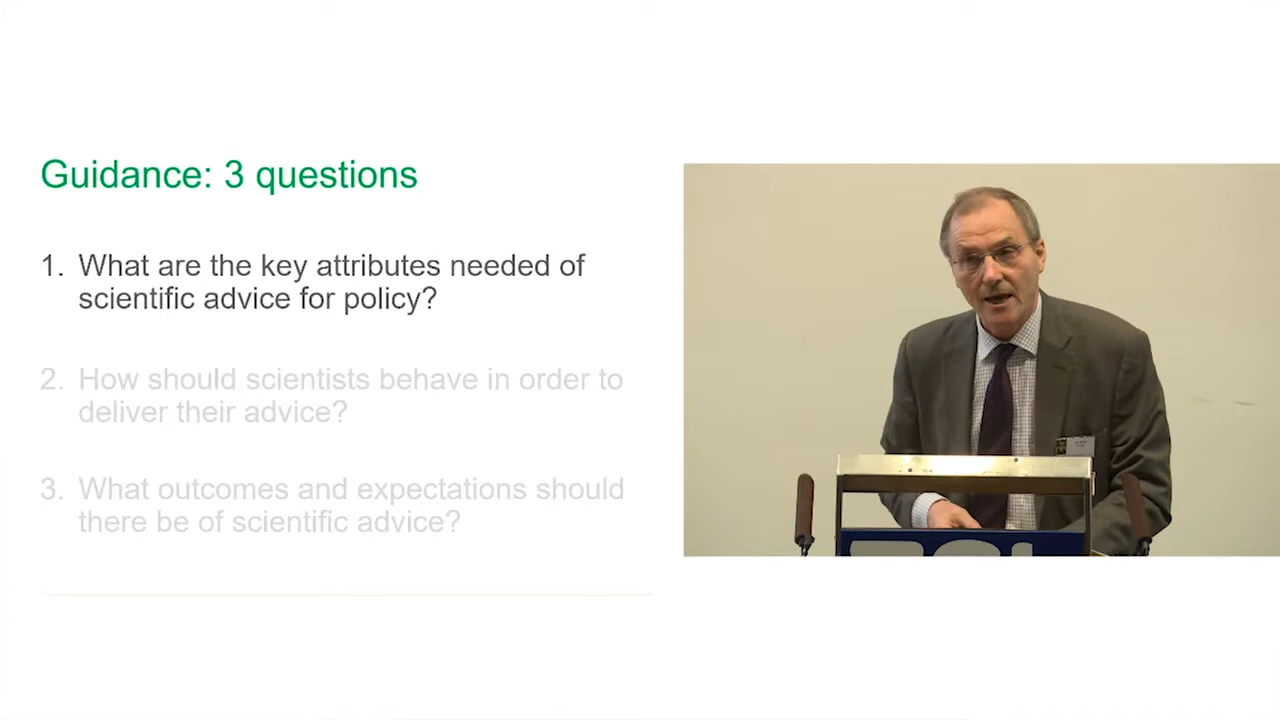 Guidance: 3 questions
1. What are the key attributes needed of
scientific advice for policy?
2. How should scientists behave in order to
deliver their advice?
3. What outcomes and expectations should
there be of scientific advice?